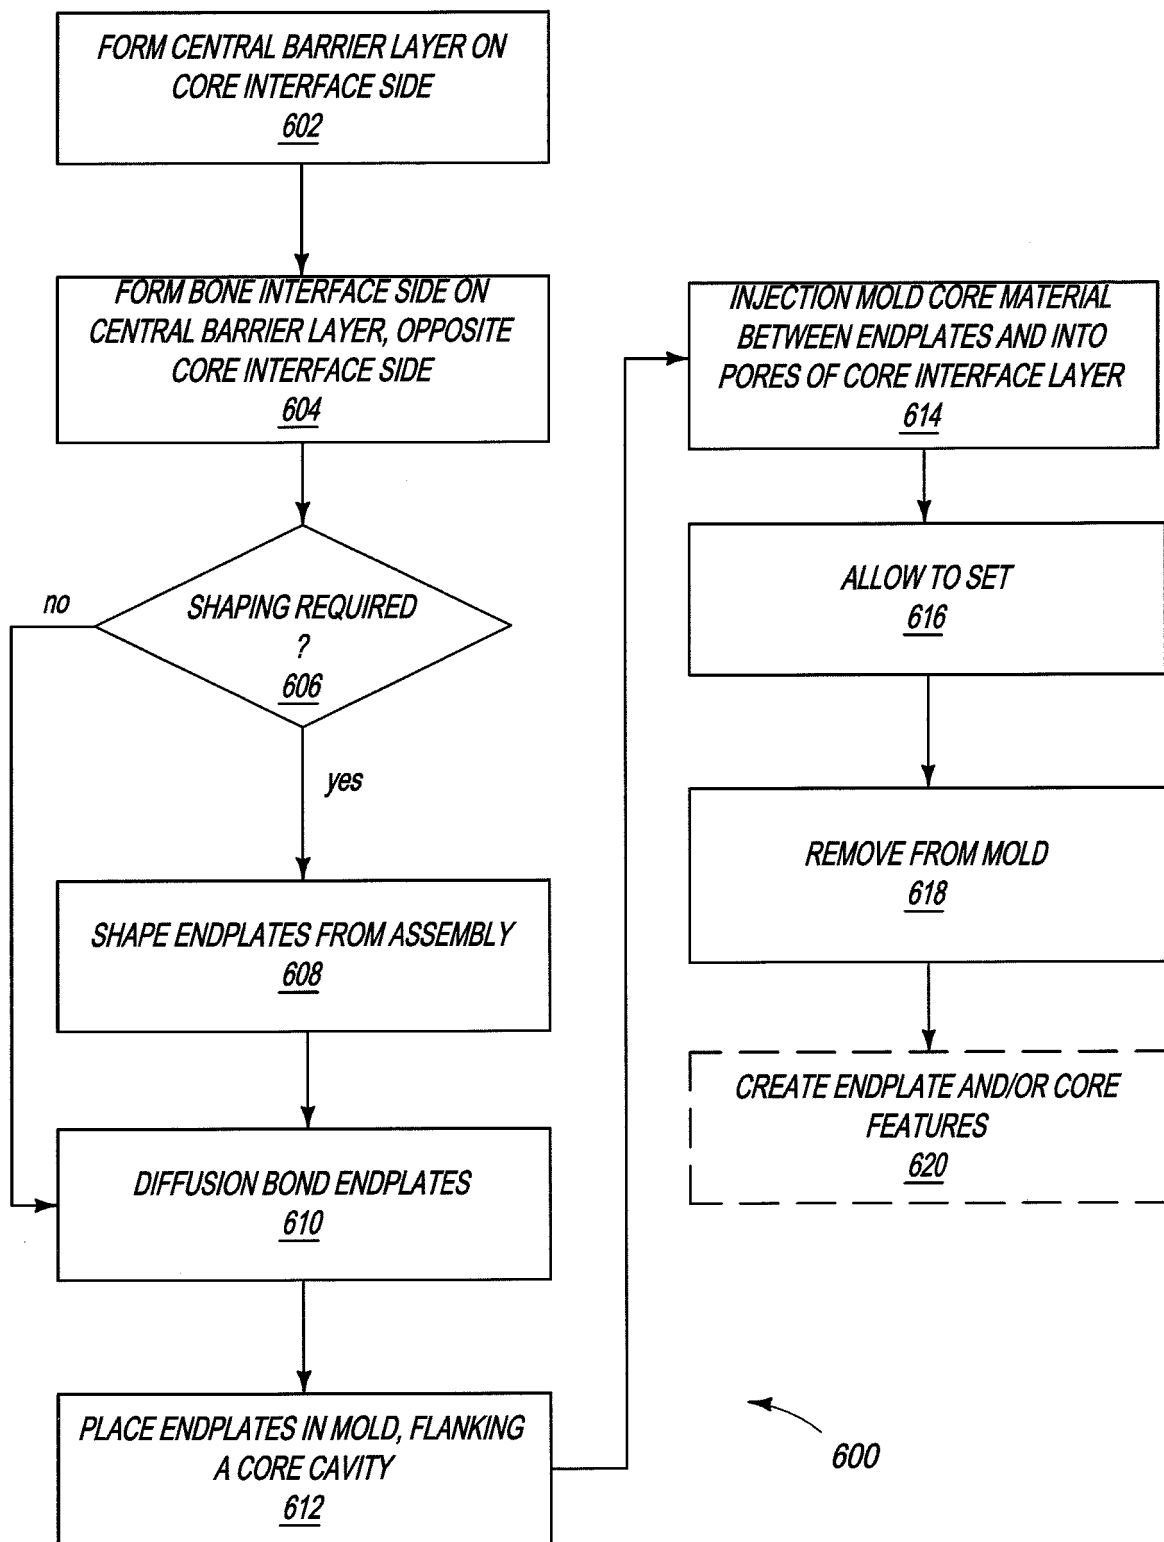 FORM CENTRAL BARRIER LAYER ON
CORE INTERFACE SIDE
602
FORM BONE INTERFACE SIDE ON
CENTRAL BARRIER LAYER, OPPOSITE
CORE INTERFACE SIDE
604
no
SHAPING REQUIRED
?
606
yes
SHAPE ENDPLATES FROM ASSEMBLY
608
DIFFUSION BOND ENDPLATES
610
PLACE ENDPLATES IN MOLD, FLANKING
A CORE CAVITY
612
INJECTION MOLD CORE MATERIAL
BETWEEN ENDPLATES AND INTO
PORES OF CORE INTERFACE LAYER
614
ALLOW TO SET
616
REMOVE FROM MOLD
618
CREATE ENDPLATE AND/OR CORE
FEATURES
620
600